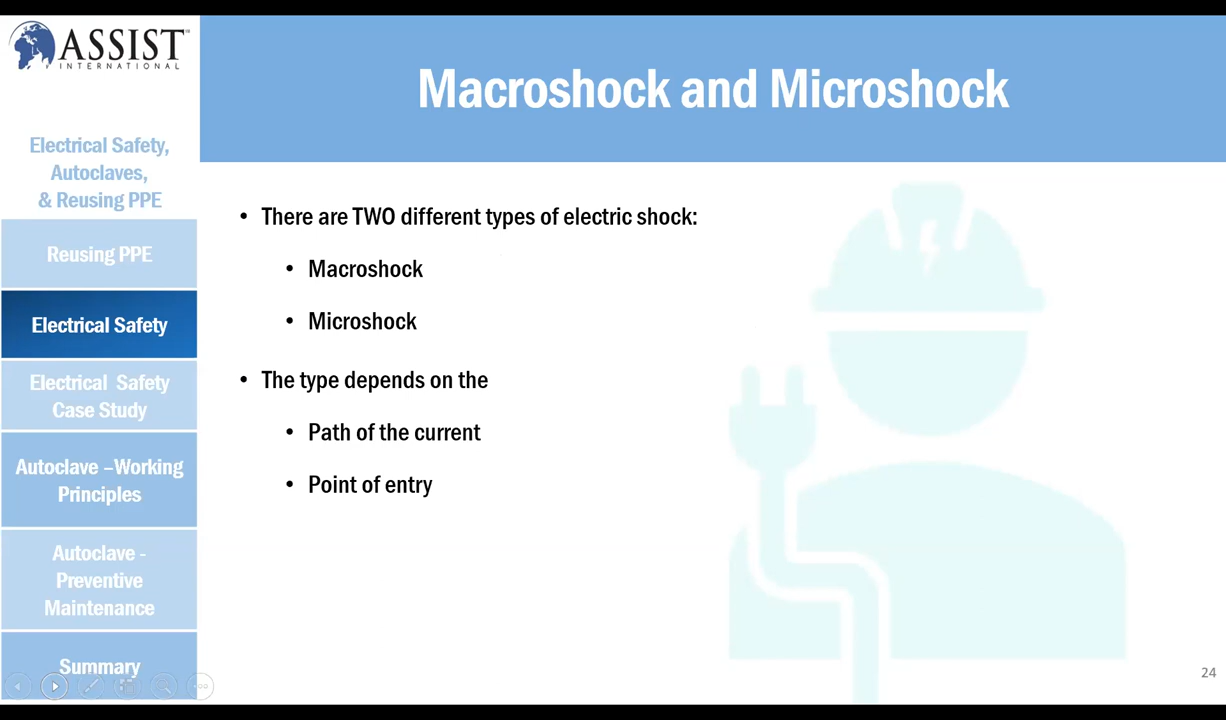 ASSIST
INTERNATIONAL
Macroshock and Microshock
Electrical Safety,
Autoclaves,
& Reusing PPE
Reusing PPE
Electrical Safety
Electrical Safety
Case Study
Autoclave –Working
Principles
Autoclave -
Preventive
Maintenance
Summary
• There are TWO different types of electric shock:
• Macroshock
• Microshock
• The type depends on the
• Path of the current
• Point of entry
24